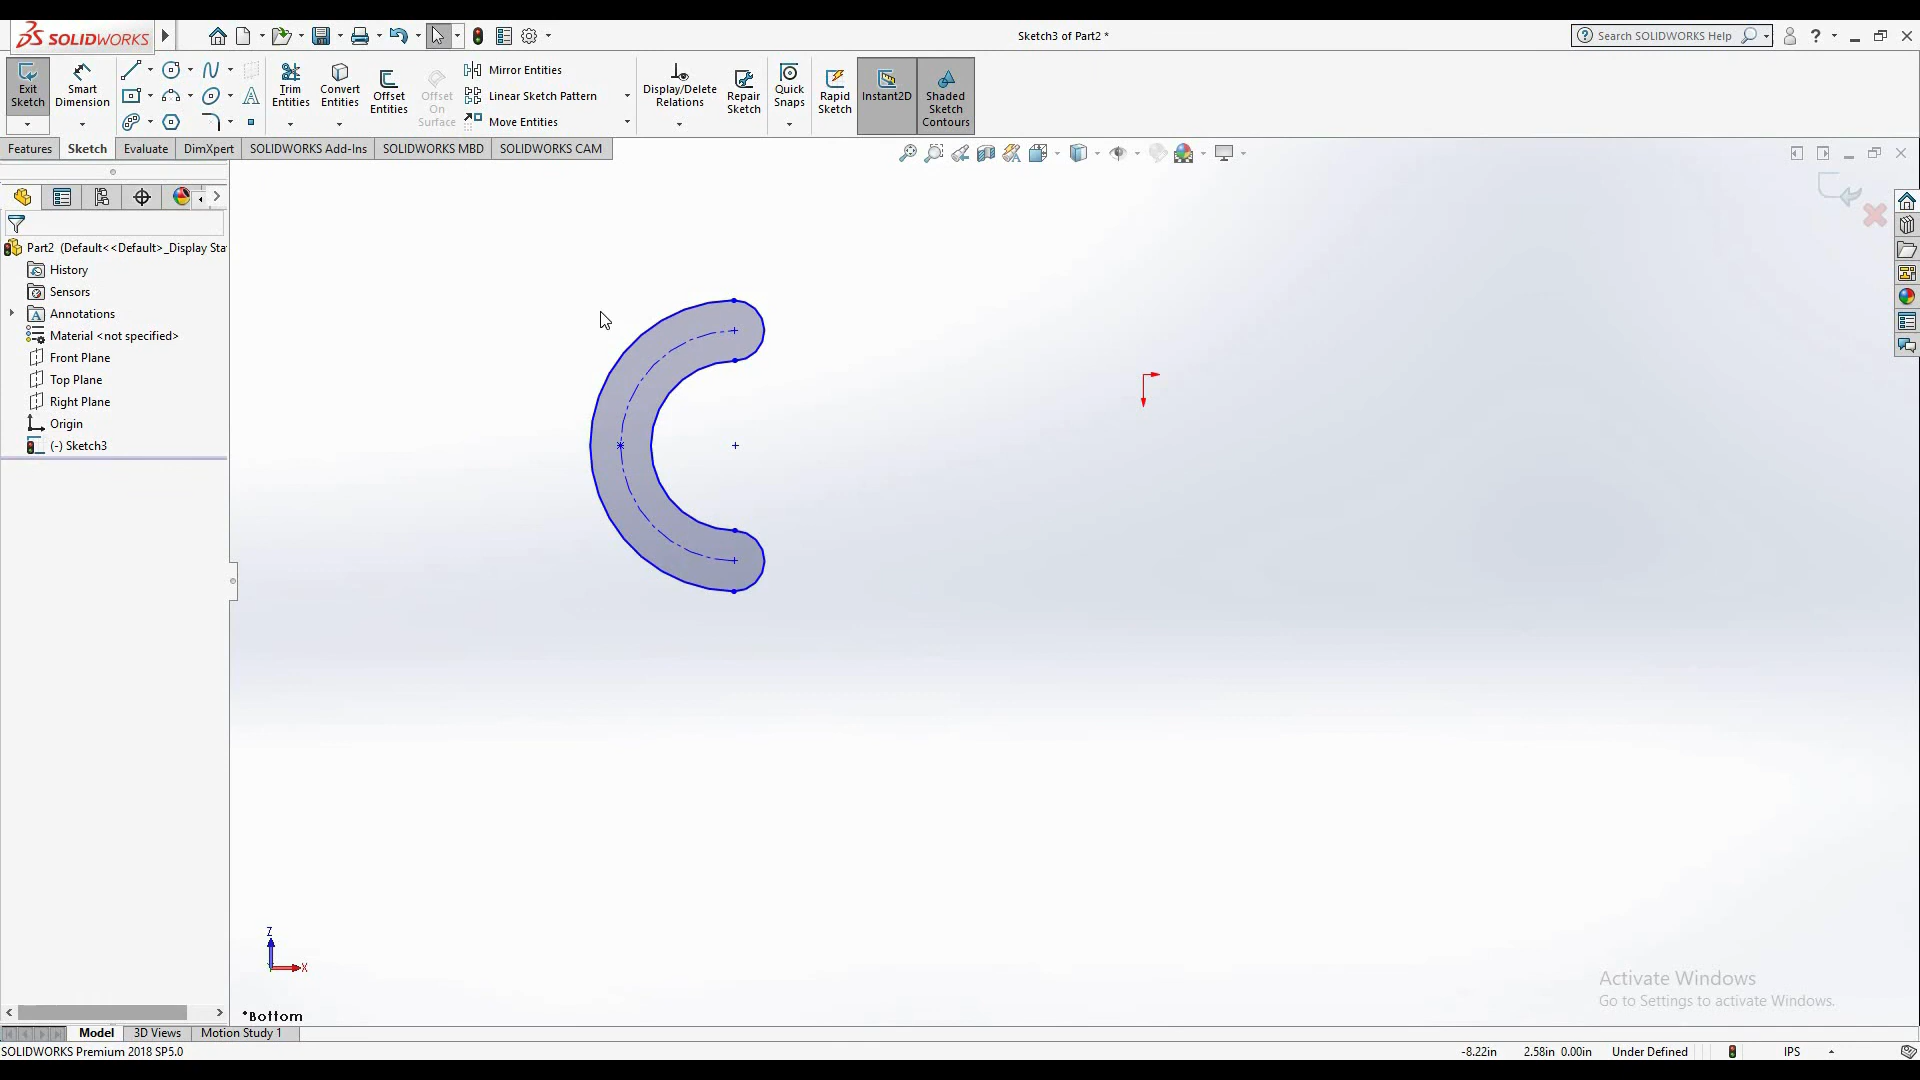 SOLIDWORKS
Sketch3 of Part2 *
Search SOLIDWORKS Help
Exit Sketch
Smart Dimension
Trim Entities
Convert Entities
Offset Entities
Offset On Surface
Mirror Entities
Linear Sketch Pattern
Move Entities
Display/Delete Relations
Repair Sketch
Quick Snaps
Rapid Sketch
Instant2D
Shaded Sketch Contours
Features
Sketch
Evaluate
DimXpert
SOLIDWORKS Add-Ins
SOLIDWORKS MBD
SOLIDWORKS CAM
Part2 (Default<<Default>_Display Sta
History
Sensors
Annotations
Material <not specified>
Front Plane
Top Plane
Right Plane
Origin
(-) Sketch3
Z
X
*Bottom
Activate Windows
Go to Settings to activate Windows.
Model
3D Views
Motion Study 1
SOLIDWORKS Premium 2018 SP5.0
-8.22in
2.58in
0.00in
Under Defined
IPS